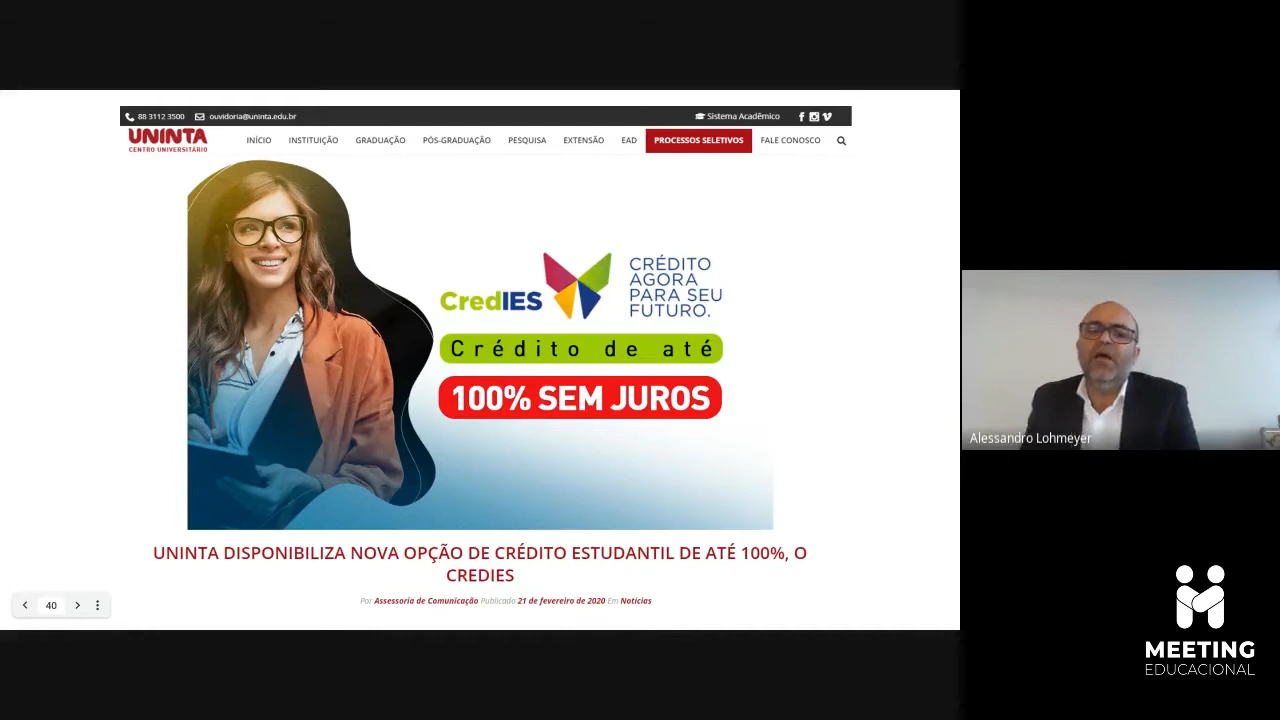 88 3112 3500 ouvidoria@uninta.edu.br Sistema Acadêmico
UNINTA
CENTRO UNIVERSITÁRIO
INÍCIO INSTITUIÇÃO GRADUAÇÃO PÓS-GRADUAÇÃO PESQUISA EXTENSÃO EAD PROCESSOS SELETIVOS FALE CONOSCO
CredIES
CRÉDITO
AGORA
PARA SEU
FUTURO.
Crédito de até
100% SEM JUROS
UNINTA DISPONIBILIZA NOVA OPÇÃO DE CRÉDITO ESTUDANTIL DE ATÉ 100%, O
CREDIES
Por Assessoria de Comunicação Publicado 21 de fevereiro de 2020 Em Notícias
40
Alessandro Lohmeyer
MEETING
EDUCACIONAL